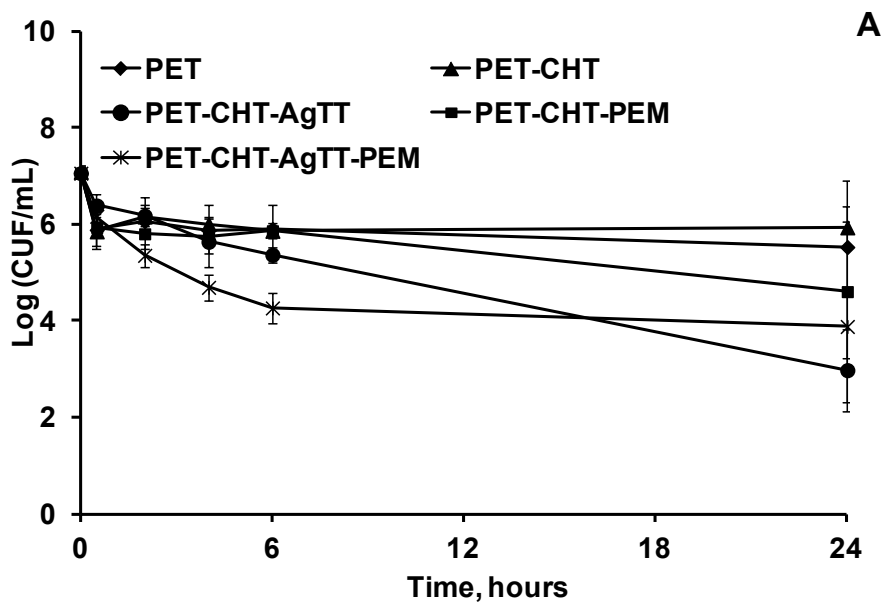 A
10
8
6
4
2
0
Log (CUF/mL)
PET
PET-CHT
PET-CHT-AgTT
PET-CHT-PEM
PET-CHT-AgTT-PEM
0
6
12
18
24
Time, hours